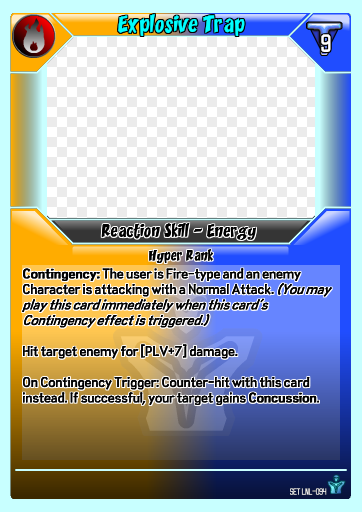 Explosive Trap
9
Reaction Skill - Energy
Hyper Rank
Contingency: The user is Fire-type and an enemy
Character is attacking with a Normal Attack. (You may
play this card immediately when this card's
Contingency effect is triggered.)
Hit target enemy for [PLV+7] damage.
On Contingency Trigger: Counter-hit with this card
instead. If successful, your target gains Concussion.
SET LNL-094